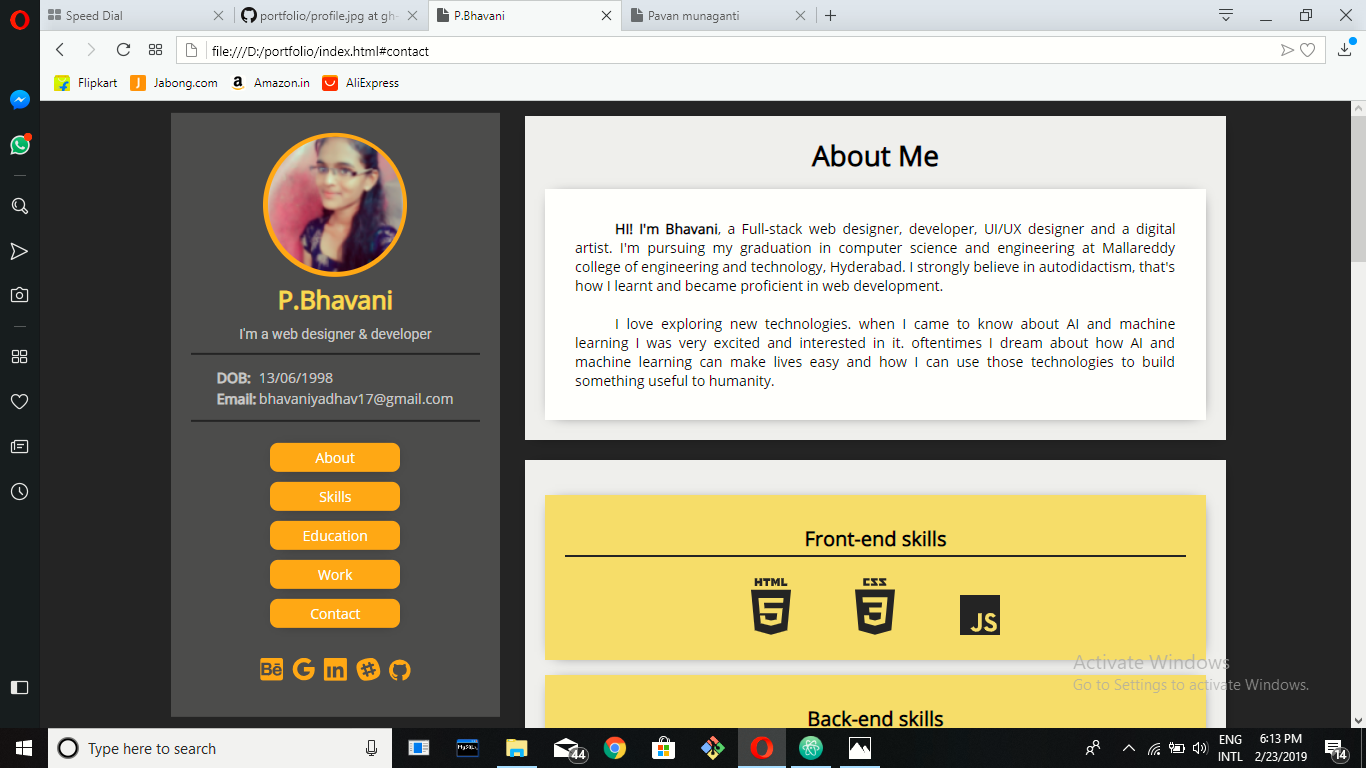 Speed Dial
portfolio/profile.jpg at gh-
P.Bhavani
Pavan munaganti
file:///D:/portfolio/index.html#contact
Flipkart
J
Jabong.com
a
Amazon.in
AliExpress
P.Bhavani
I'm a web designer & developer
DOB: 13/06/1998
Email: bhavaniyadhav17@gmail.com
About
Skills
Education
Work
Contact
Bē G in
About Me
HI! I'm Bhavani, a Full-stack web designer, developer, UI/UX designer and a digital
artist. I'm pursuing my graduation in computer science and engineering at Mallareddy
college of engineering and technology, Hyderabad. I strongly believe in autodidactism, that's
how I learnt and became proficient in web development.
I love exploring new technologies. when I came to know about AI and machine
learning I was very excited and interested in it. oftentimes I dream about how AI and
machine learning can make lives easy and how I can use those technologies to build
something useful to humanity.
Front-end skills
HTML
5
CSS
3
JS
Back-end skills
Activate Windows
Go to Settings to activate Windows.
Type here to search
MySQL
44
ENG
INTL
6:13 PM
2/23/2019
14